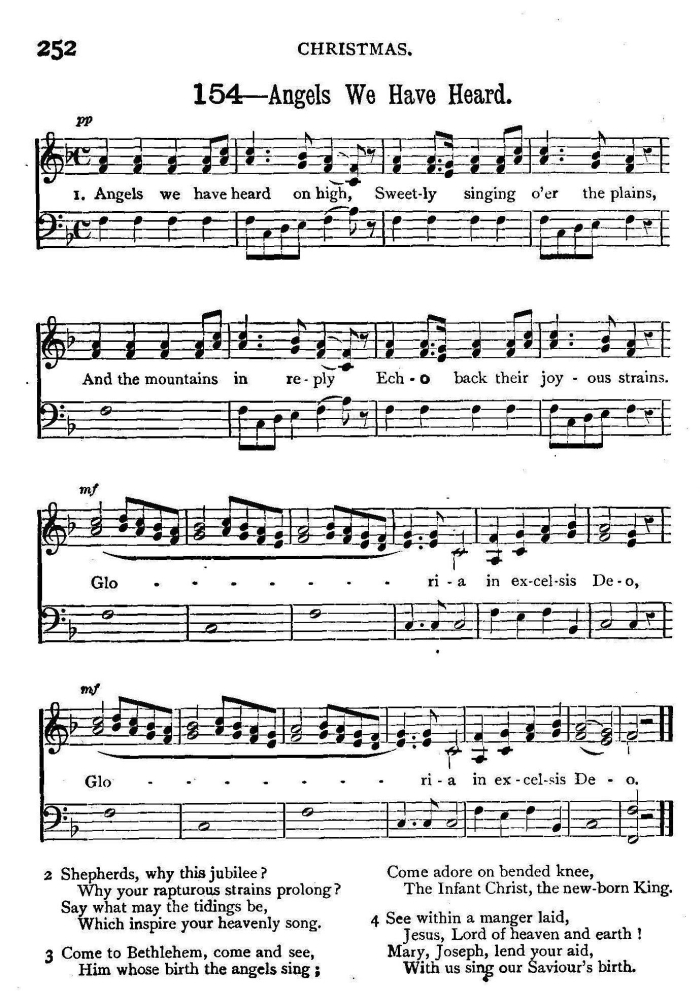 252
CHRISTMAS.
154—Angels We Have Heard.
pp
1. Angels we have heard on high, Sweet-ly singing o'er the plains,
And the mountains in re-ply Ech-o back their joy-ous strains.
mf
Glo - - - - - - - ri-a in ex-cel-sis De-o,
mf
Glo - - - - - - - ri-a in ex-cel-sis De-o.
2 Shepherds, why this jubilee?
Why your rapturous strains prolong?
Say what may the tidings be,
Which inspire your heavenly song.
3 Come to Bethlehem, come and see,
Him whose birth the angels sing;
Come adore on bended knee,
The Infant Christ, the new-born King.
4 See within a manger laid,
Jesus, Lord of heaven and earth!
Mary, Joseph, lend your aid,
With us sing our Saviour's birth.